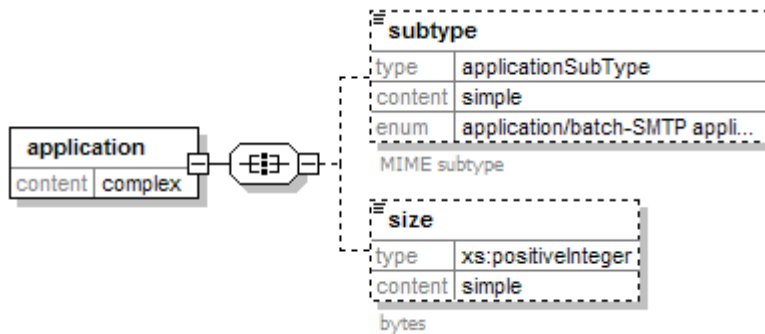 subtype
type applicationSubType
content simple
enum application/batch-SMTP appli...
MIME subtype
application
content complex
size
type xs:positiveInteger
content simple
bytes